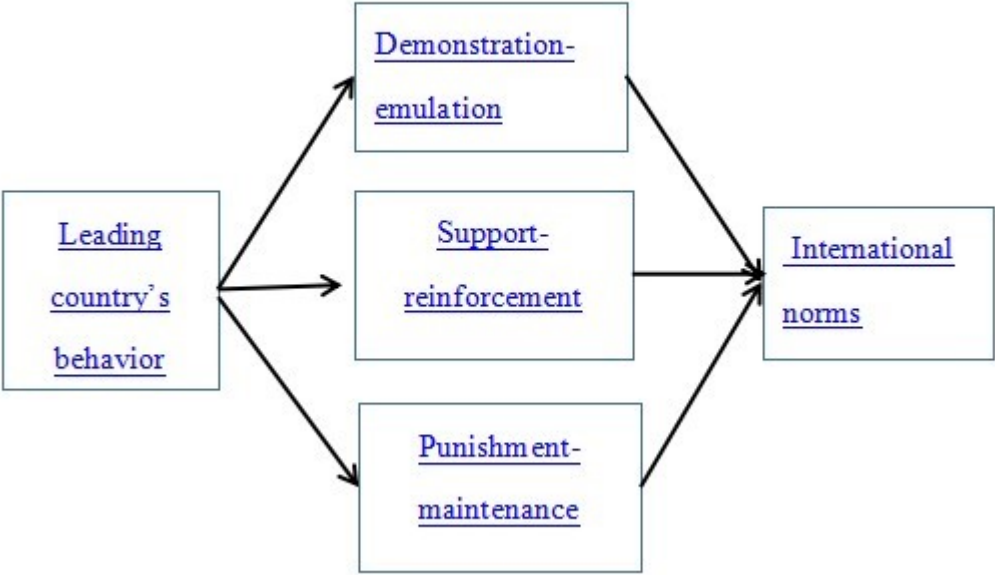 Demonstration-
emulation
Leading
country's
behavior
Support-
reinforcement
International
norms
Punishment-
maintenance